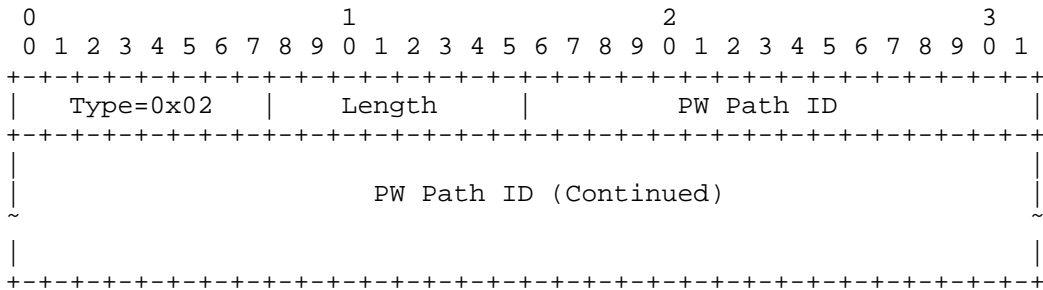 0                   1                   2                   3
 0 1 2 3 4 5 6 7 8 9 0 1 2 3 4 5 6 7 8 9 0 1 2 3 4 5 6 7 8 9 0 1
+-+-+-+-+-+-+-+-+-+-+-+-+-+-+-+-+-+-+-+-+-+-+-+-+-+-+-+-+-+-+-+-+
|   Type=0x02   |    Length     |         PW Path ID            |
+-+-+-+-+-+-+-+-+-+-+-+-+-+-+-+-+-+-+-+-+-+-+-+-+-+-+-+-+-+-+-+-+
|                                                               |
|                      PW Path ID (Continued)                   |
~                                                               ~
|                                                               |
+-+-+-+-+-+-+-+-+-+-+-+-+-+-+-+-+-+-+-+-+-+-+-+-+-+-+-+-+-+-+-+-+